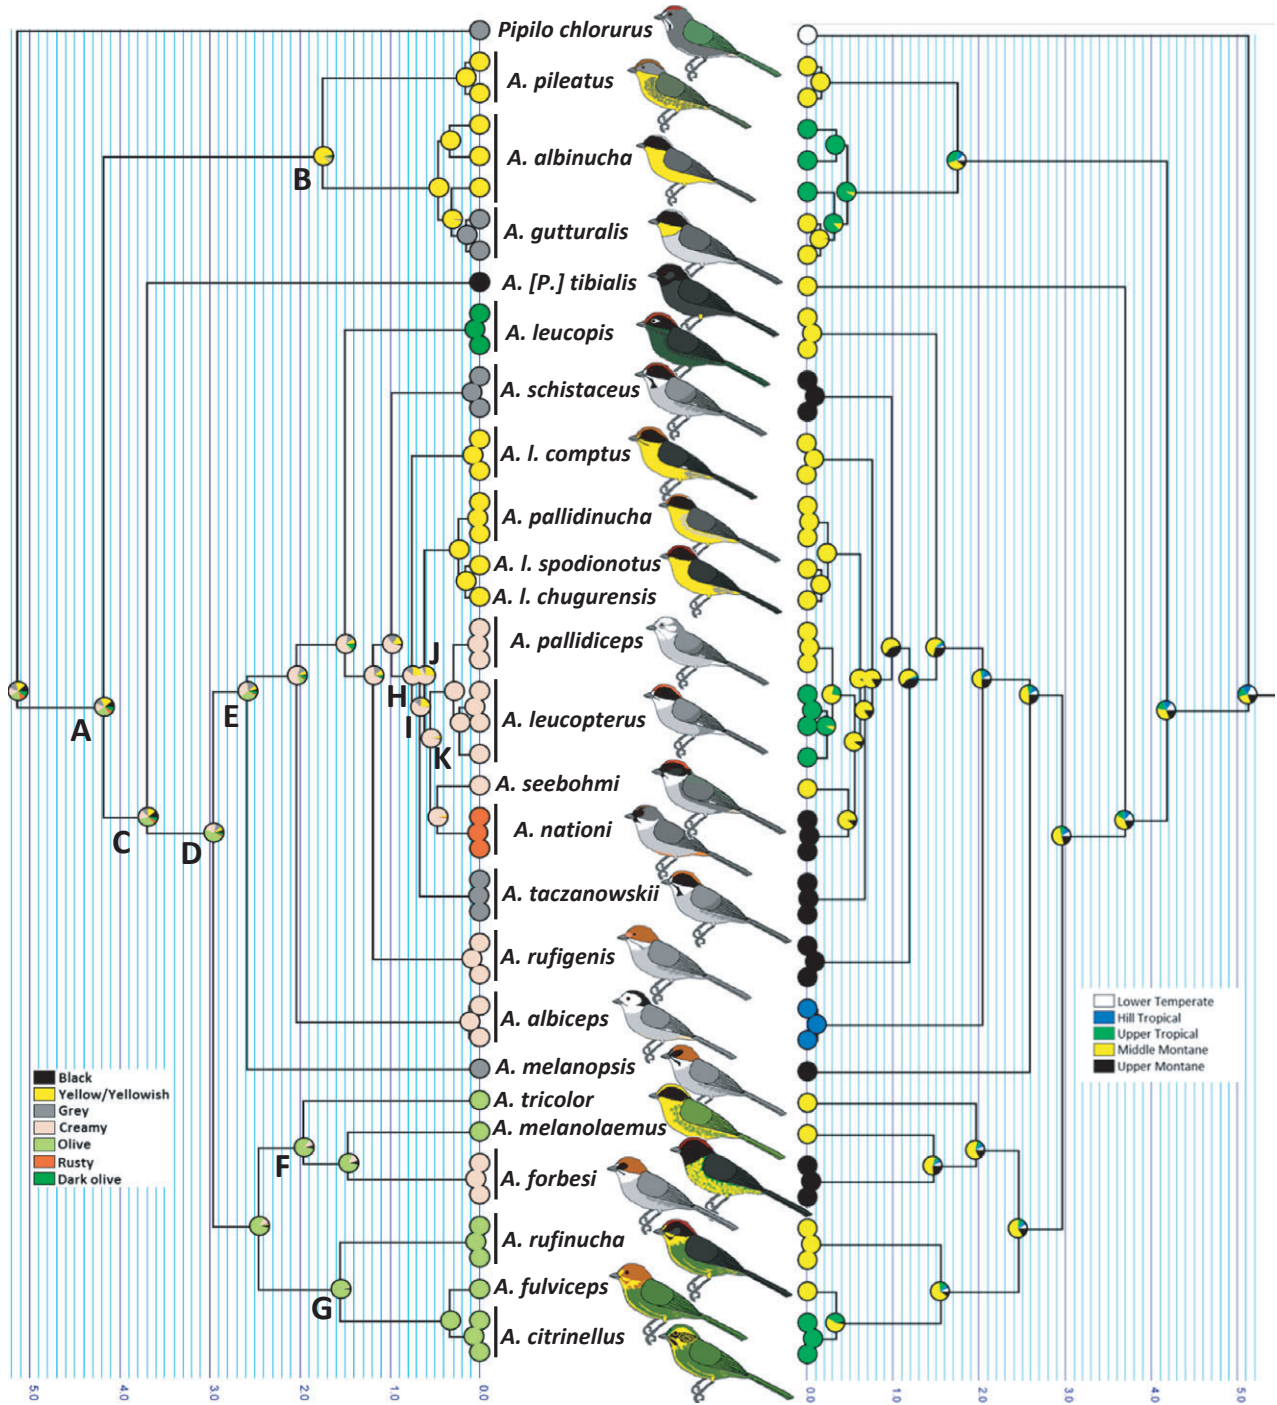 Pipilo chlorurus
A. pileatus
A. albinucha
B
A. gutturalis
A. [P.] tibialis
A. leucopis
A. schistaceus
A. l. comptus
A. pallidinucha
A. l. spodionotus
A. l. chugurensis
A. pallidiceps
J
H
E
A
I
A. leucopterus
K
A. seebohmi
A. nationi
C
D
A. taczanowskii
A. rufigenis
A. albiceps
A. melanopsis
Lower Temperate
Hill Tropical
Upper Tropical
Middle Montane
Upper Montane
Black
Yellow/Yellowish
Grey
Creamy
Olive
Rusty
Dark olive
A. tricolor
A. melanolaemus
F
A. forbesi
A. rufinucha
A. fulviceps
G
A. citrinellus
5.0 4.0 3.0 2.0 1.0 0.0
0.0 1.0 2.0 3.0 4.0 5.0